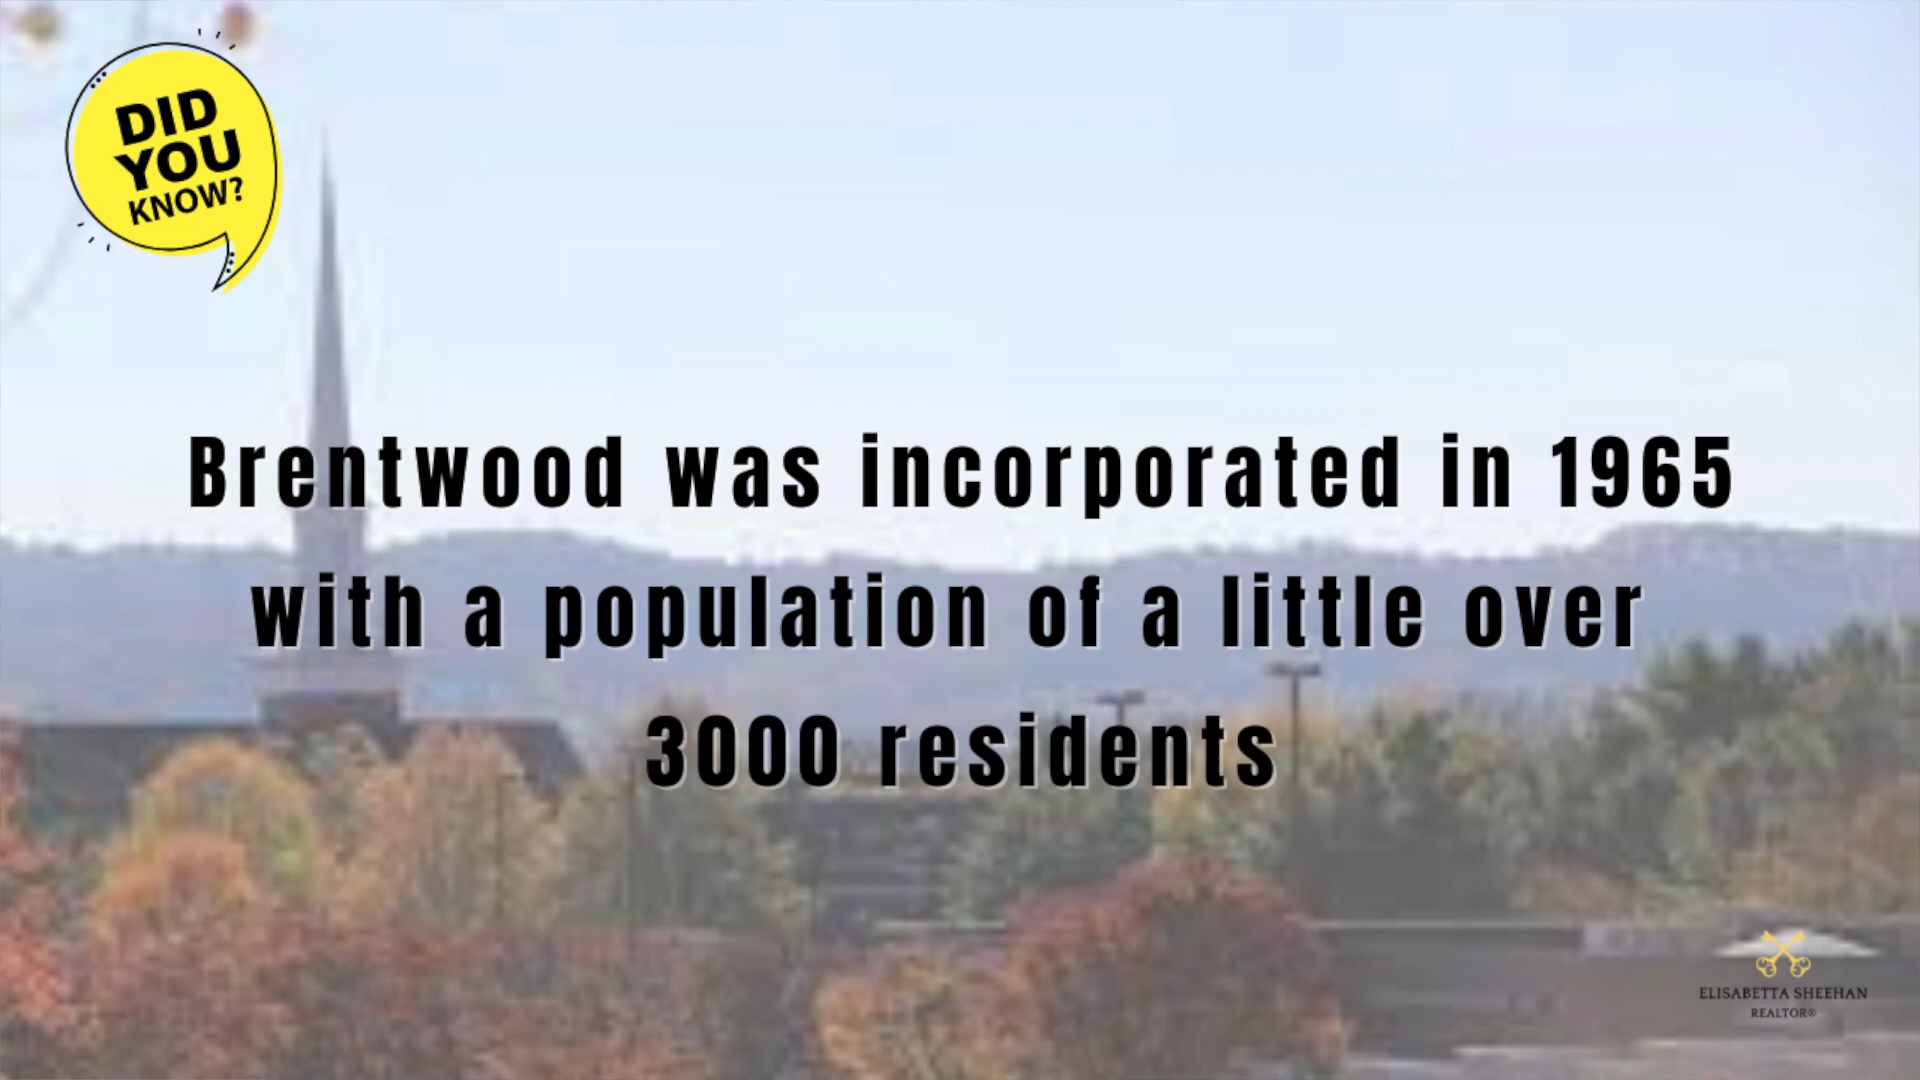 DID
YOU
KNOW?
Brentwood was incorporated in 1965
with a population of a little over
3000 residents
ELISABETTA SHEEHAN
REALTOR®